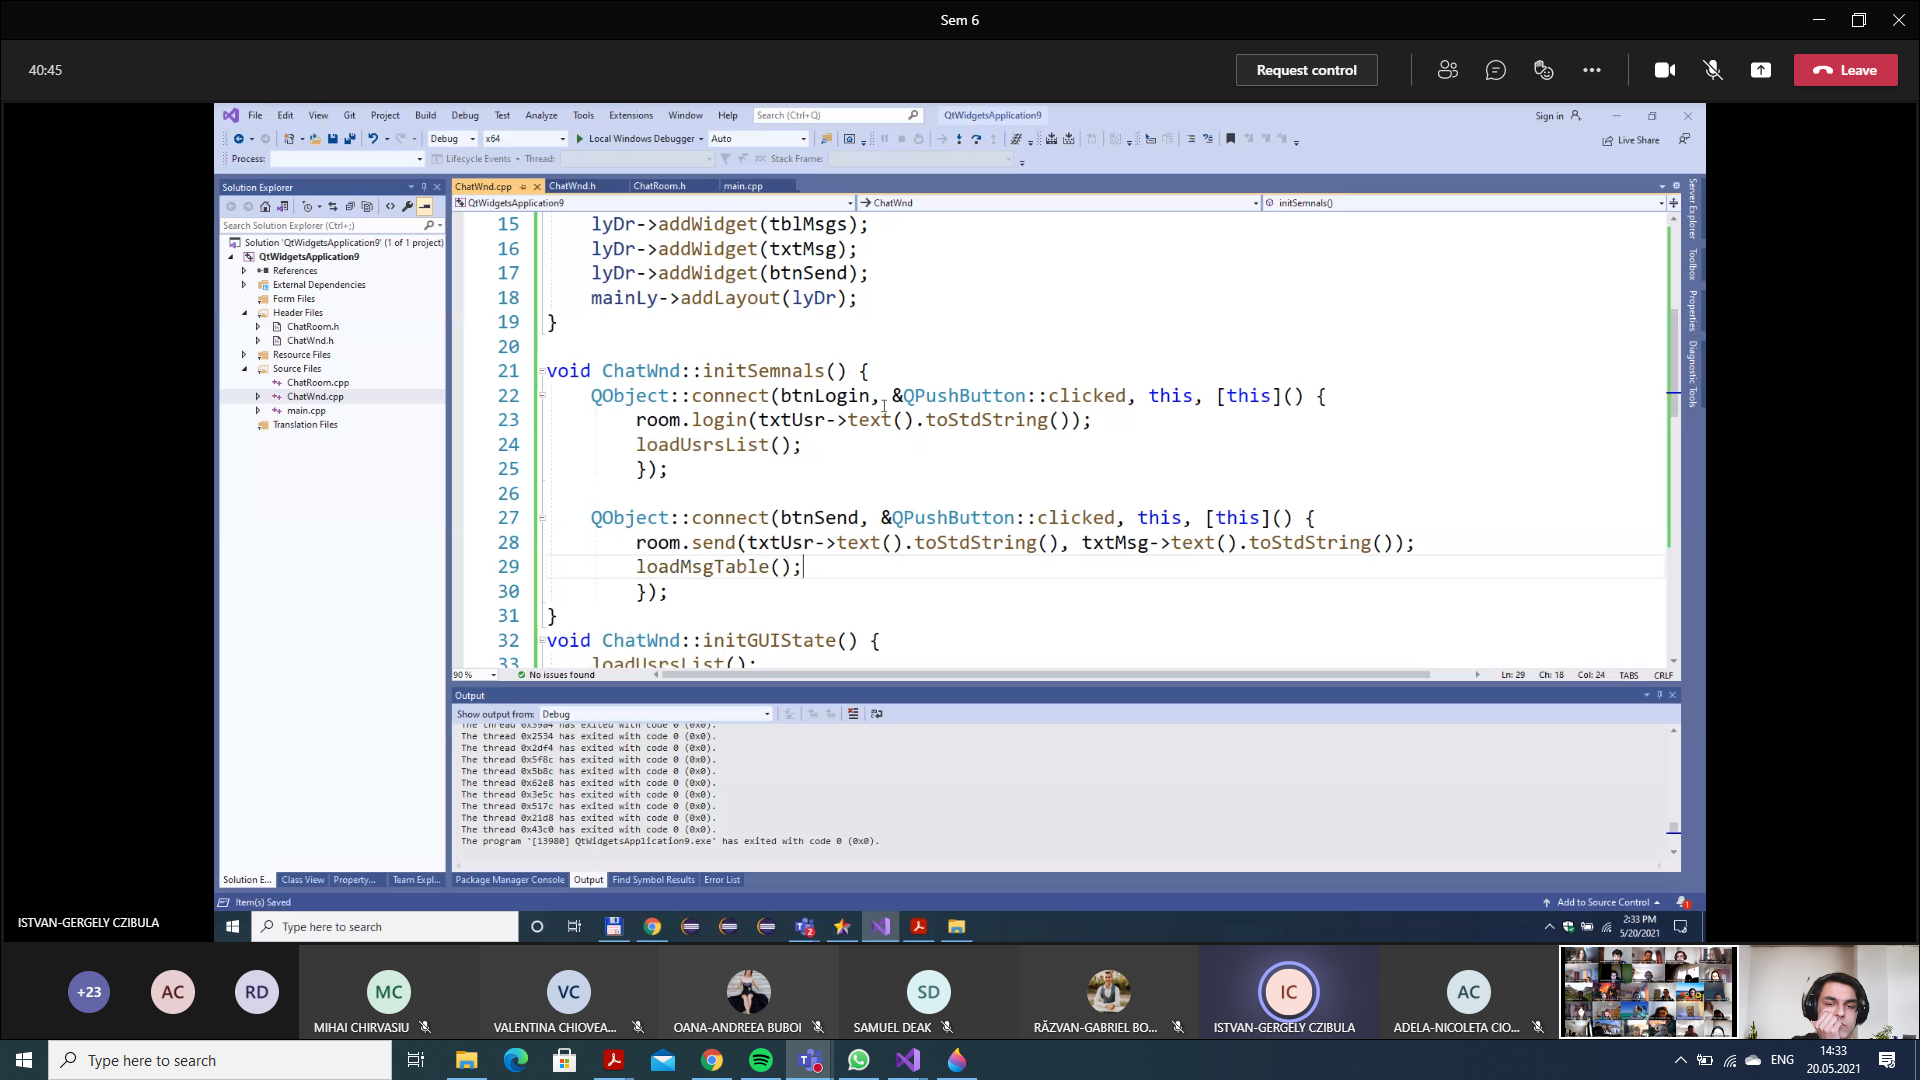 Sem 6
40:45
Request control
Leave
File Edit View Git Project Build Debug Test Analyze Tools Extensions Window Help Search (Ctrl+Q) QtWidgetsApplication9 Sign in
Debug x64 Local Windows Debugger Auto Live Share
Process: Lifecycle Events Thread: Stack Frame:
Solution Explorer
Search Solution Explorer (Ctrl+;)
Solution 'QtWidgetsApplication9' (1 of 1 project)
QtWidgetsApplication9
References
External Dependencies
Form Files
Header Files
ChatRoom.h
ChatWnd.h
Resource Files
Source Files
ChatRoom.cpp
ChatWnd.cpp
main.cpp
Translation Files
Solution E... Class View Property... Team Expl...
ChatWnd.cpp ChatWnd.h ChatRoom.h main.cpp
QtWidgetsApplication9 ChatWnd initSemnals()
15 lyDr->addWidget(tblMsgs);
16 lyDr->addWidget(txtMsg);
17 lyDr->addWidget(btnSend);
18 mainLy->addLayout(lyDr);
19 }
20
21 void ChatWnd::initSemnals() {
22 QObject::connect(btnLogin, &QPushButton::clicked, this, [this]() {
23 room.login(txtUsr->text().toStdString());
24 loadUsrsList();
25 });
26
27 QObject::connect(btnSend, &QPushButton::clicked, this, [this]() {
28 room.send(txtUsr->text().toStdString(), txtMsg->text().toStdString());
29 loadMsgTable();
30 });
31 }
32 void ChatWnd::initGUIState() {
33 loadUsrsList();
90 % No issues found Ln: 29 Ch: 18 Col: 24 TABS CRLF
Server Explorer
Toolbox
Properties
Diagnostic Tools
Output
Show output from: Debug
The thread 0x39a4 has exited with code 0 (0x0).
The thread 0x2534 has exited with code 0 (0x0).
The thread 0x2df4 has exited with code 0 (0x0).
The thread 0x5f8c has exited with code 0 (0x0).
The thread 0x5b8c has exited with code 0 (0x0).
The thread 0x62e8 has exited with code 0 (0x0).
The thread 0x3e5c has exited with code 0 (0x0).
The thread 0x517c has exited with code 0 (0x0).
The thread 0x21d8 has exited with code 0 (0x0).
The thread 0x43c0 has exited with code 0 (0x0).
The program '[13980] QtWidgetsApplication9.exe' has exited with code 0 (0x0).
Package Manager Console Output Find Symbol Results Error List
Item(s) Saved Add to Source Control 1
ISTVAN-GERGELY CZIBULA
Type here to search
2:33 PM
5/20/2021
+23 AC RD MC VC SD IC AC
MIHAI CHIRVASIU VALENTINA CHIOVEA... OANA-ANDREEA BUBOI SAMUEL DEAK RĂZVAN-GABRIEL BO... ISTVAN-GERGELY CZIBULA ADELA-NICOLETA CIO...
Type here to search
ENG
14:33
20.05.2021